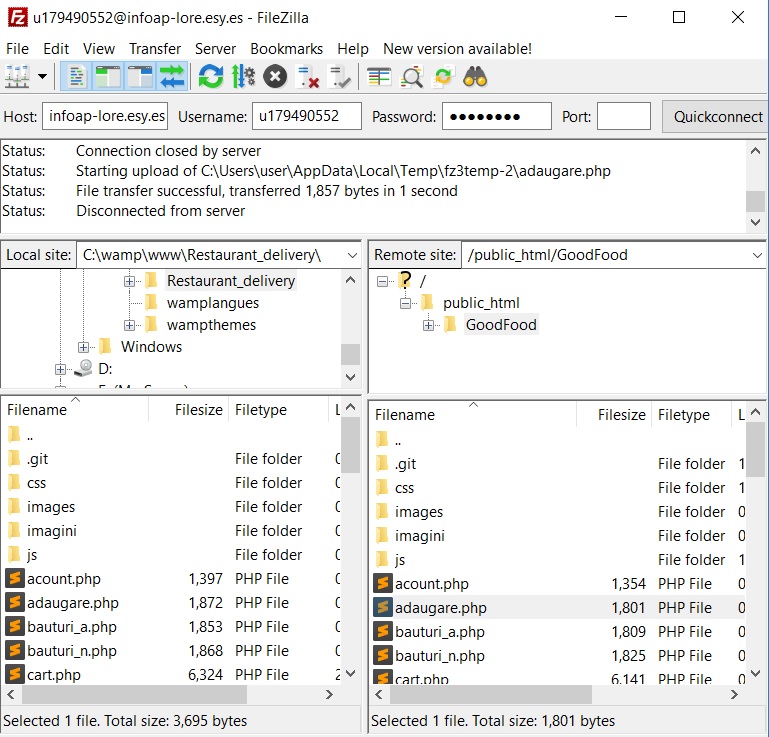 u179490552@infoap-lore.esy.es - FileZilla
File Edit View Transfer Server Bookmarks Help New version available!
Host: infoap-lore.esy.es Username: u179490552 Password: ●●●●●●●● Port: Quickconnect
Status: Connection closed by server
Status: Starting upload of C:\Users\user\AppData\Local\Temp\fz3temp-2\adaugare.php
Status: File transfer successful, transferred 1,857 bytes in 1 second
Status: Disconnected from server
Local site: C:\wamp\www\Restaurant_delivery\
Restaurant_delivery
wamplangues
wampthemes
Windows
D:
Remote site: /public_html/GoodFood
/
public_html
GoodFood
Filename Filesize Filetype L
..
.git File folder 0
css File folder 0
images File folder 0
imagini File folder 0
js File folder 0
acount.php 1,397 PHP File 0
adaugare.php 1,872 PHP File 0
bauturi_a.php 1,853 PHP File 0
bauturi_n.php 1,868 PHP File 0
cart.php 6,324 PHP File 2
Selected 1 file. Total size: 3,695 bytes
Filename Filesize Filetype L
..
.git File folder 1
css File folder 1
images File folder 0
imagini File folder 0
js File folder 1
acount.php 1,354 PHP File 0
adaugare.php 1,801 PHP File 0
bauturi_a.php 1,809 PHP File 0
bauturi_n.php 1,825 PHP File 0
cart.php 6,141 PHP File 0
Selected 1 file. Total size: 1,801 bytes